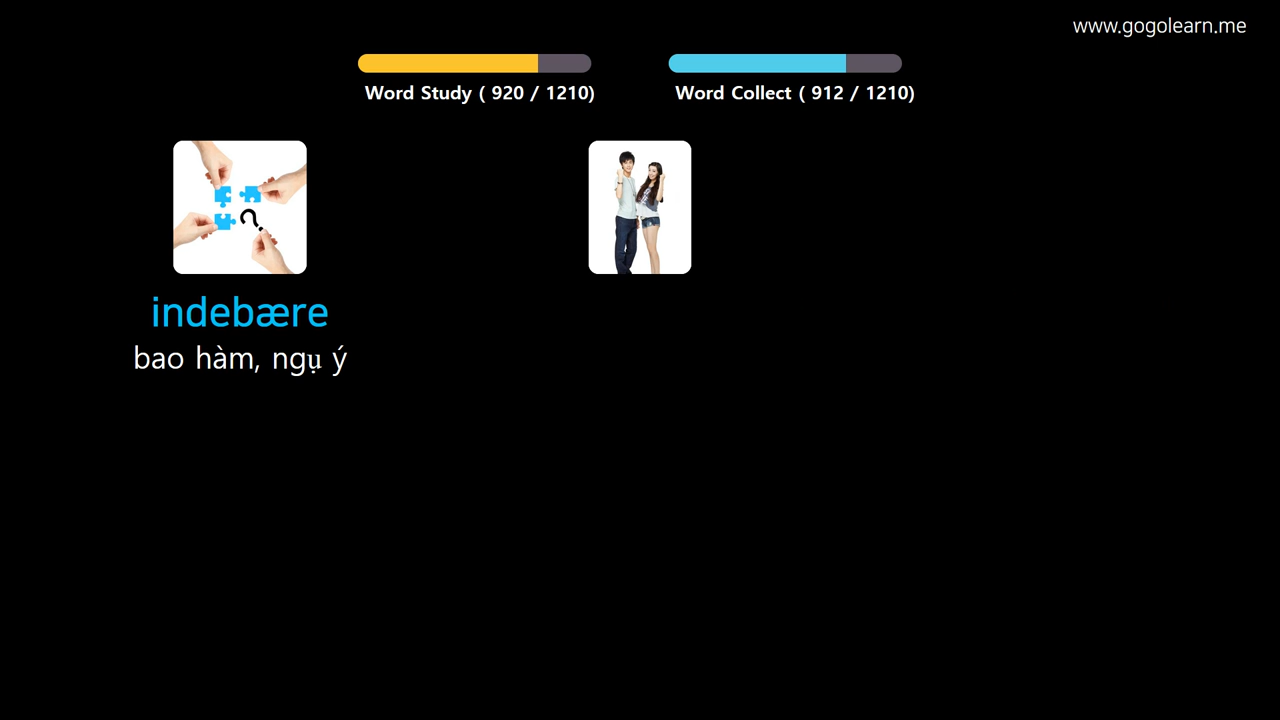 www.gogolearn.me
Word Study ( 920 / 1210)
Word Collect ( 912 / 1210)
indebære
bao hàm, ngụ ý